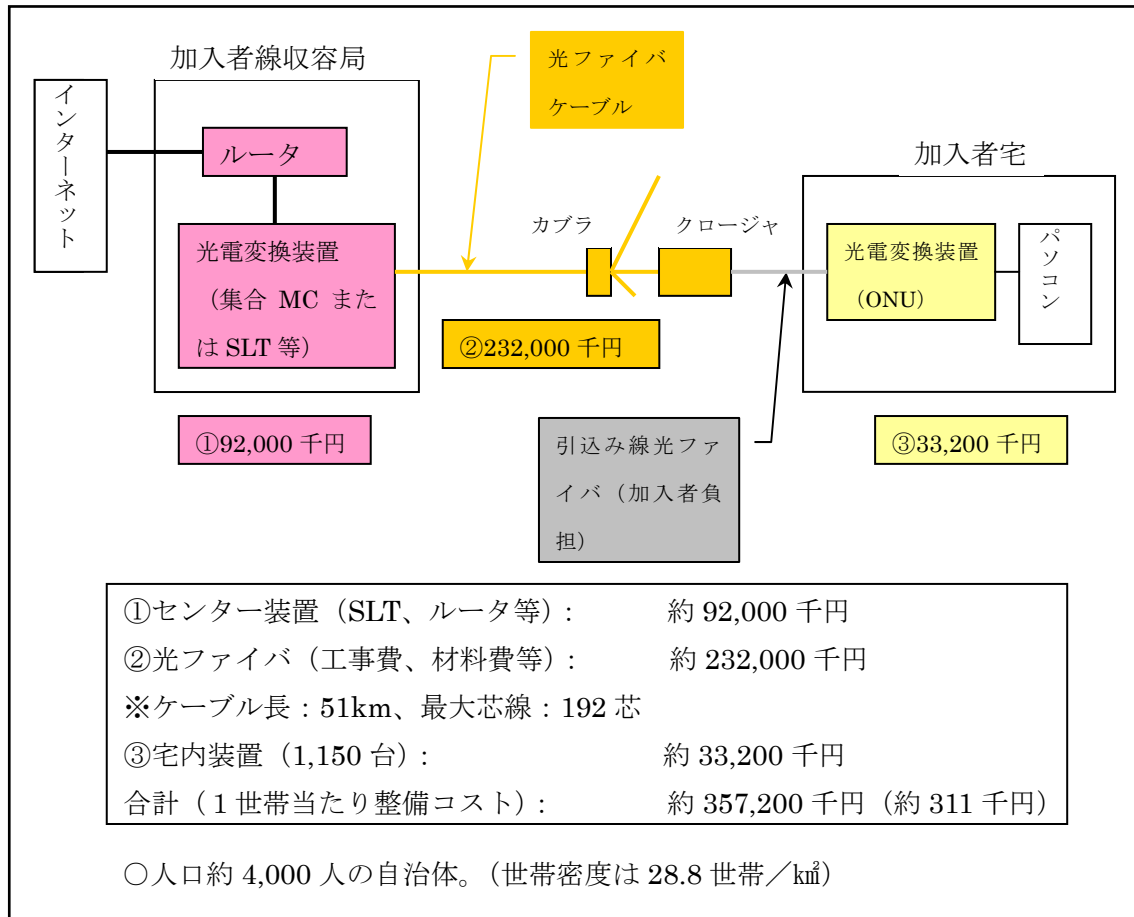 加入者線収容局
インターネット
ルータ
光電変換装置
（集合 MC また
は SLT 等）
①92,000 千円
光ファイバ
ケーブル
カプラ
クロージャ
②232,000 千円
引込み線光ファ
イバ（加入者負
担）
加入者宅
光電変換装置
（ONU）
パソコン
③33,200 千円
①センター装置（SLT、ルータ等）： 約 92,000 千円
②光ファイバ（工事費、材料費等）： 約 232,000 千円
※ケーブル長：51km、最大芯線：192 芯
③宅内装置（1,150 台）： 約 33,200 千円
合計（１世帯当たり整備コスト）： 約 357,200 千円（約 311 千円）
○人口約 4,000 人の自治体。（世帯密度は 28.8 世帯／㎢）